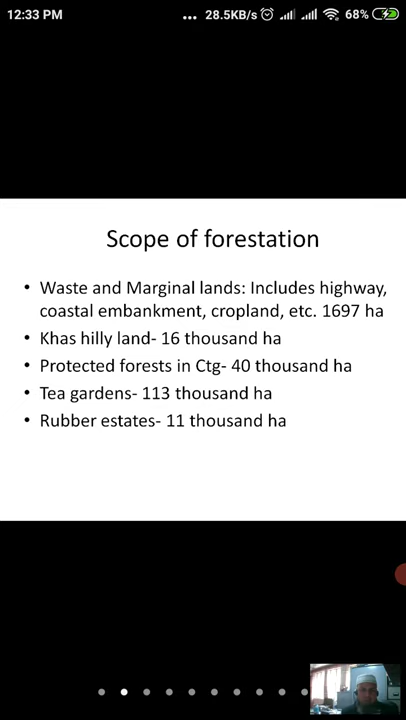 12:33 PM
... 28.5KB/s 68%
Scope of forestation
• Waste and Marginal lands: Includes highway,
coastal embankment, cropland, etc. 1697 ha
• Khas hilly land- 16 thousand ha
• Protected forests in Ctg- 40 thousand ha
• Tea gardens- 113 thousand ha
• Rubber estates- 11 thousand ha